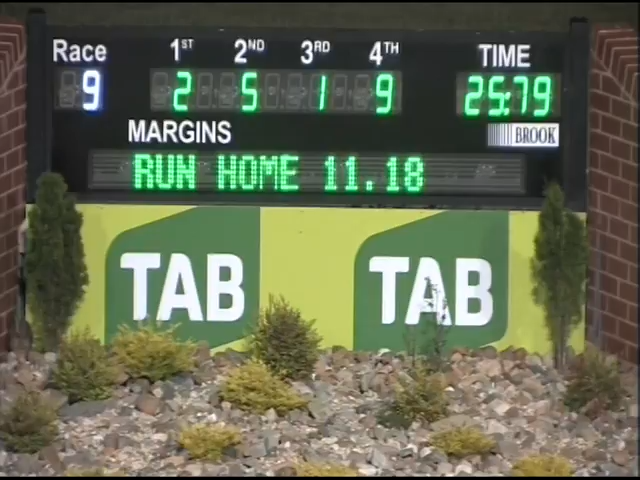 Race 1ST 2ND 3RD 4TH TIME
9 2 5 1 9 25:79
MARGINS BROOK
RUN HOME 11.18
TAB TAB